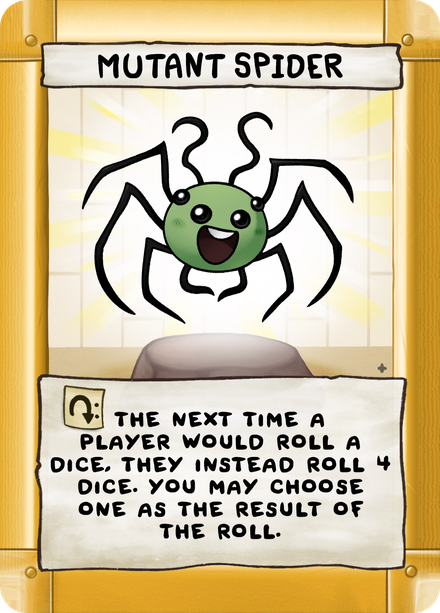 MUTANT SPIDER
: THE NEXT TIME A
PLAYER WOULD ROLL A
DICE, THEY INSTEAD ROLL 4
DICE. YOU MAY CHOOSE
ONE AS THE RESULT OF
THE ROLL.